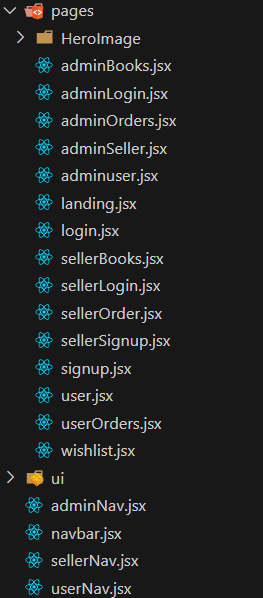 pages
HeroImage
adminBooks.jsx
adminLogin.jsx
adminOrders.jsx
adminSeller.jsx
adminuser.jsx
landing.jsx
login.jsx
sellerBooks.jsx
sellerLogin.jsx
sellerOrder.jsx
sellerSignup.jsx
signup.jsx
user.jsx
userOrders.jsx
wishlist.jsx
ui
adminNav.jsx
navbar.jsx
sellerNav.jsx
userNav.jsx